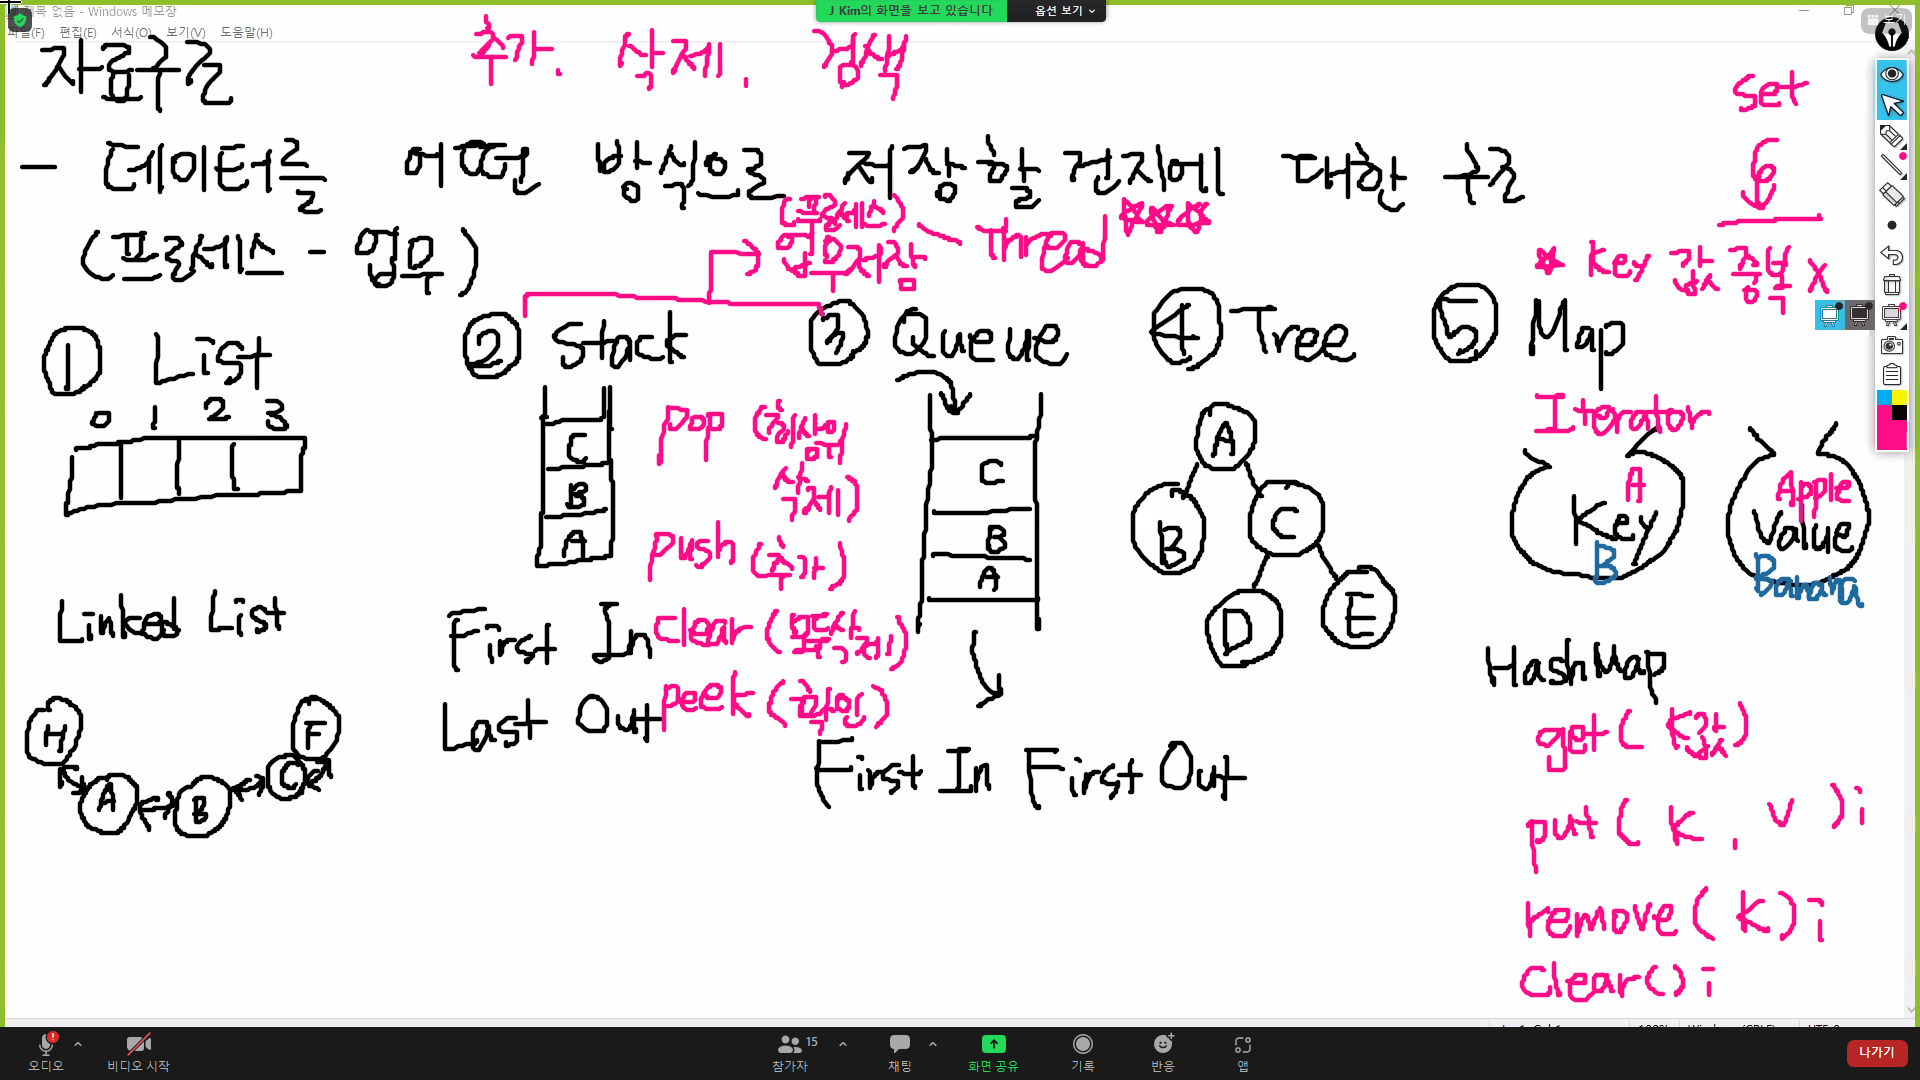 제목 없음 - Windows 메모장
J Kim의 화면을 보고 있습니다
옵션 보기
파일(F) 편집(E) 서식(O) 보기(V) 도움말(H)
추가. 삭제. 검색
자료구조
set
- 데이터를 어떤 방식으로 저장할 건지에 대한 구조
6
(프로세스 - 업무)
(프로세스)
업무저장
Thread ☆☆☆
☆ Key 값 중복 X
① List
② Stack
③ Queue
④ Tree
⑤ Map
0 1 2 3
C
B
A
pop (최상위
삭제)
push (추가)
clear (목록삭제)
peek (확인)
C
B
A
A
B C
D E
Iterator
A
Key
B
Apple
Value
Banana
Linked List
H A B C F
First In
Last Out
First In First Out
HashMap
get( K값)
put( K , V );
remove( K);
clear();
오디오
비디오 시작
참가자 15
채팅
화면 공유
기록
반응
앱
나가기